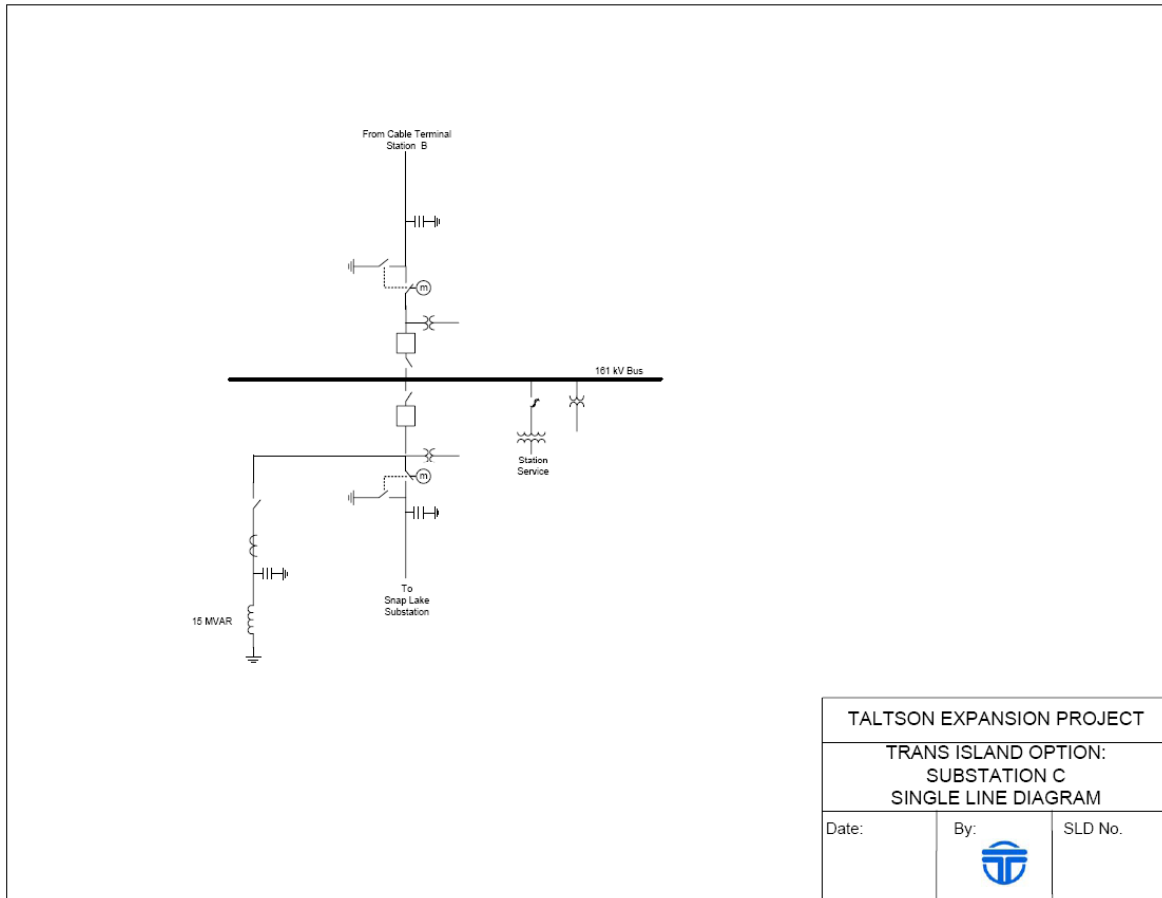 From Cable Terminal
Station B
m
161 kV Bus
Station
Service
m
To
Snap Lake
Substation
15 MVAR
TALTSON EXPANSION PROJECT
TRANS ISLAND OPTION:
SUBSTATION C
SINGLE LINE DIAGRAM
Date:
By:
SLD No.